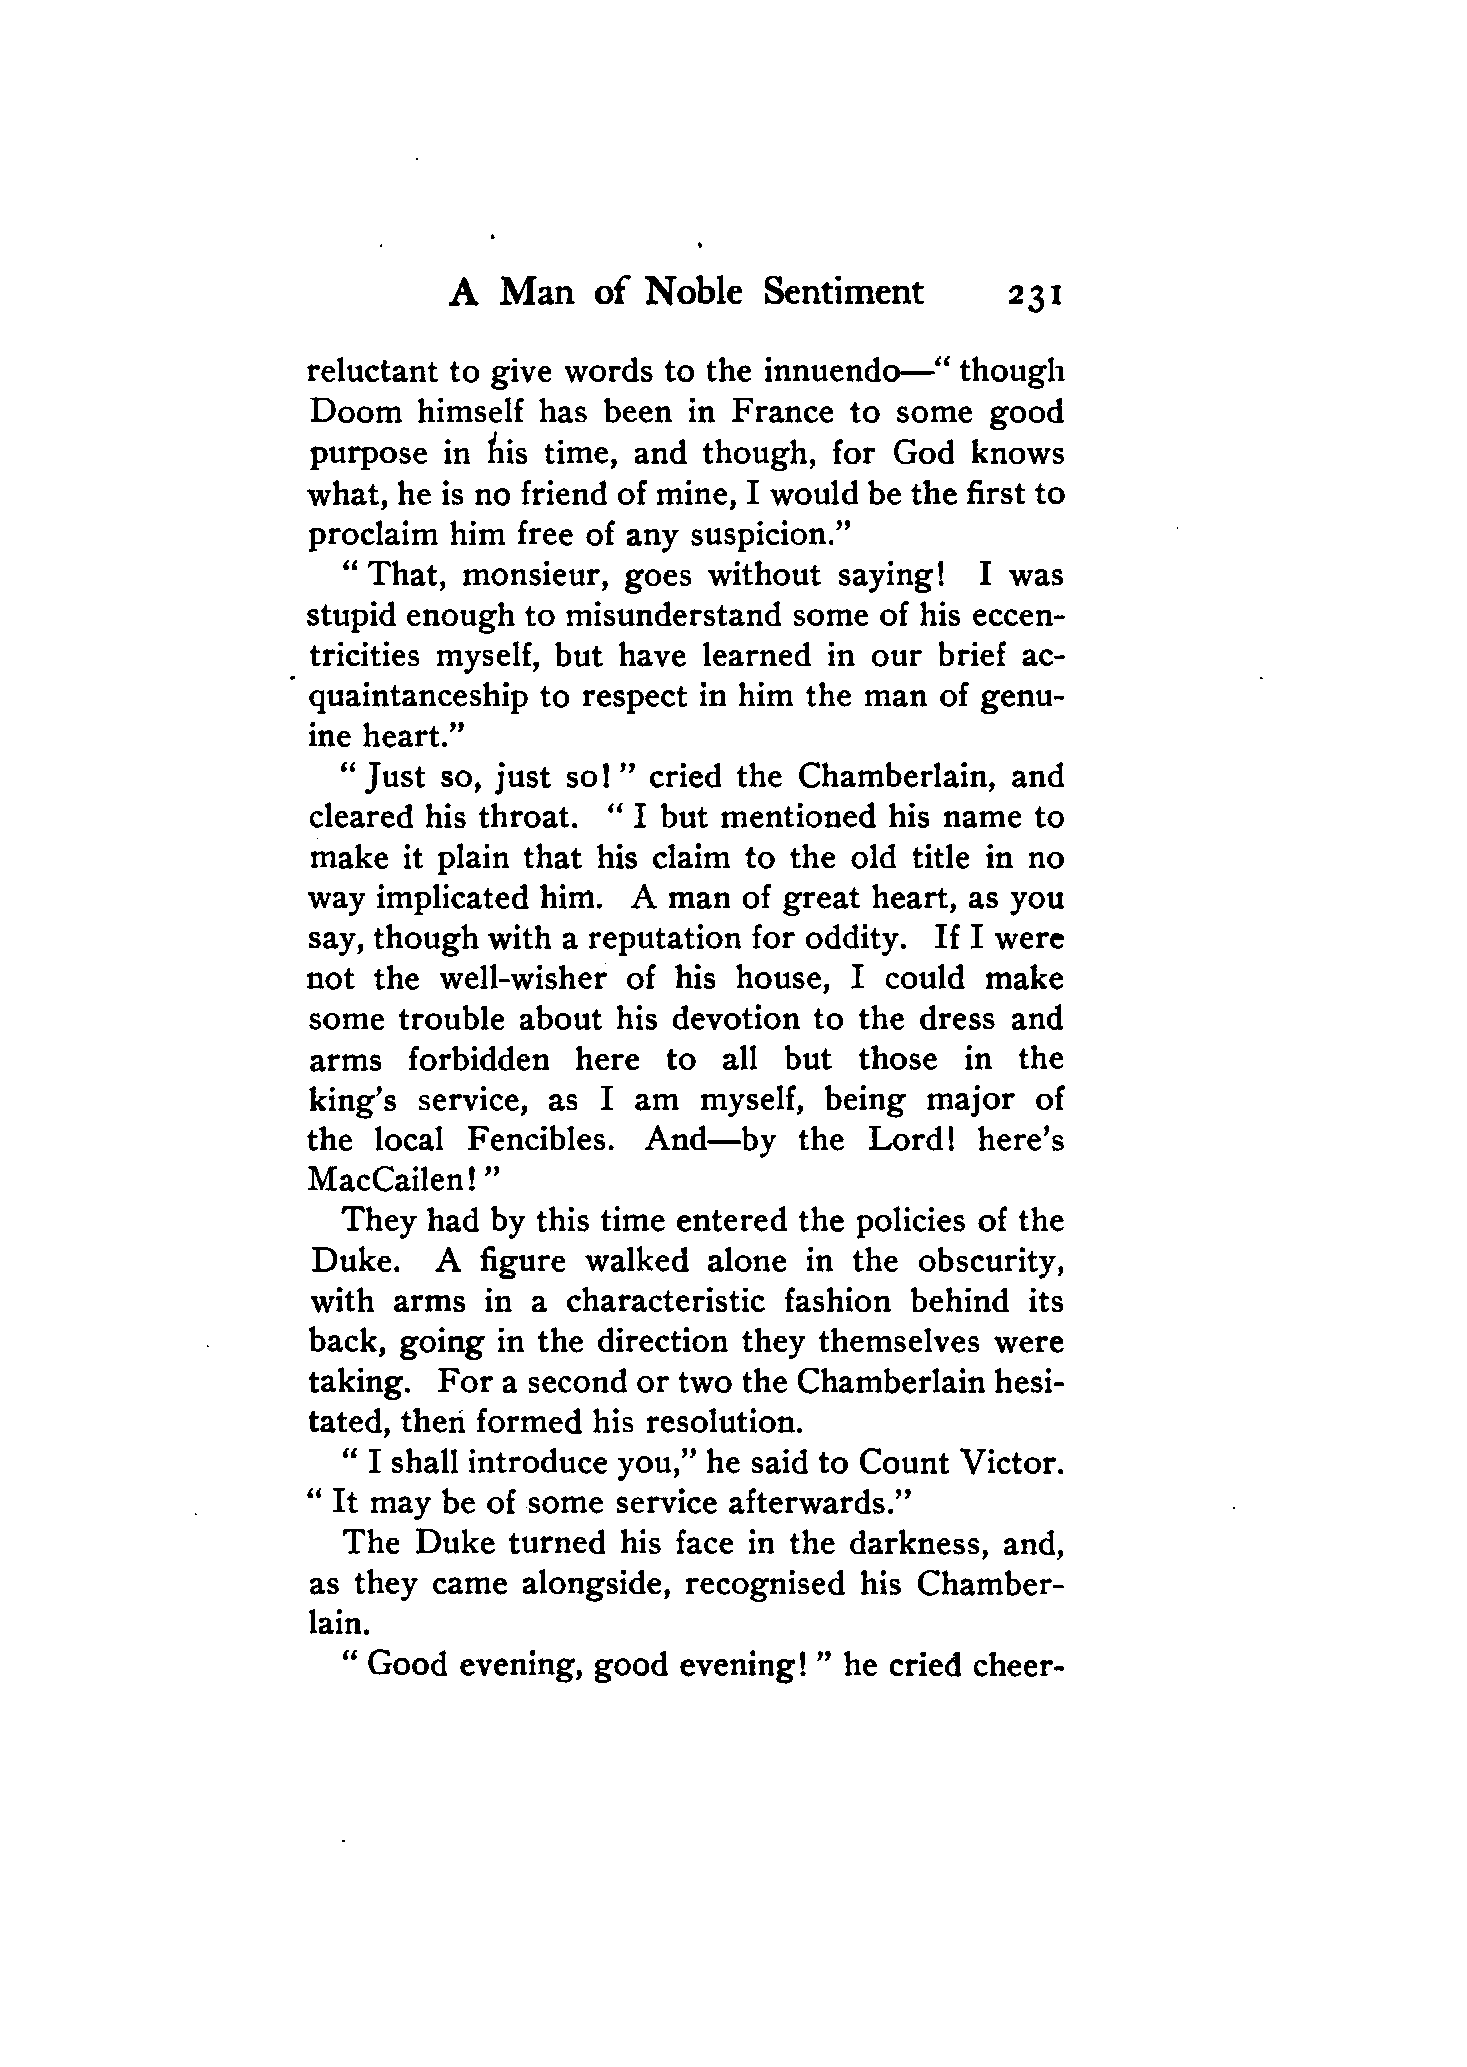 A Man of Noble Sentiment 231
reluctant to give words to the innuendo—“ though
Doom himself has been in France to some good
purpose in his time, and though, for God knows
what, he is no friend of mine, I would be the first to
proclaim him free of any suspicion.”
“ That, monsieur, goes without saying! I was
stupid enough to misunderstand some of his eccen-
tricities myself, but have learned in our brief ac-
quaintanceship to respect in him the man of genu-
ine heart.”
“ Just so, just so! ” cried the Chamberlain, and
cleared his throat. “ I but mentioned his name to
make it plain that his claim to the old title in no
way implicated him. A man of great heart, as you
say, though with a reputation for oddity. If I were
not the well-wisher of his house, I could make
some trouble about his devotion to the dress and
arms forbidden here to all but those in the
king’s service, as I am myself, being major of
the local Fencibles. And—by the Lord! here’s
MacCailen! ”
They had by this time entered the policies of the
Duke. A figure walked alone in the obscurity,
with arms in a characteristic fashion behind its
back, going in the direction they themselves were
taking. For a second or two the Chamberlain hesi-
tated, then formed his resolution.
“ I shall introduce you,” he said to Count Victor.
“ It may be of some service afterwards.”
The Duke turned his face in the darkness, and,
as they came alongside, recognised his Chamber-
lain.
“ Good evening, good evening! ” he cried cheer-